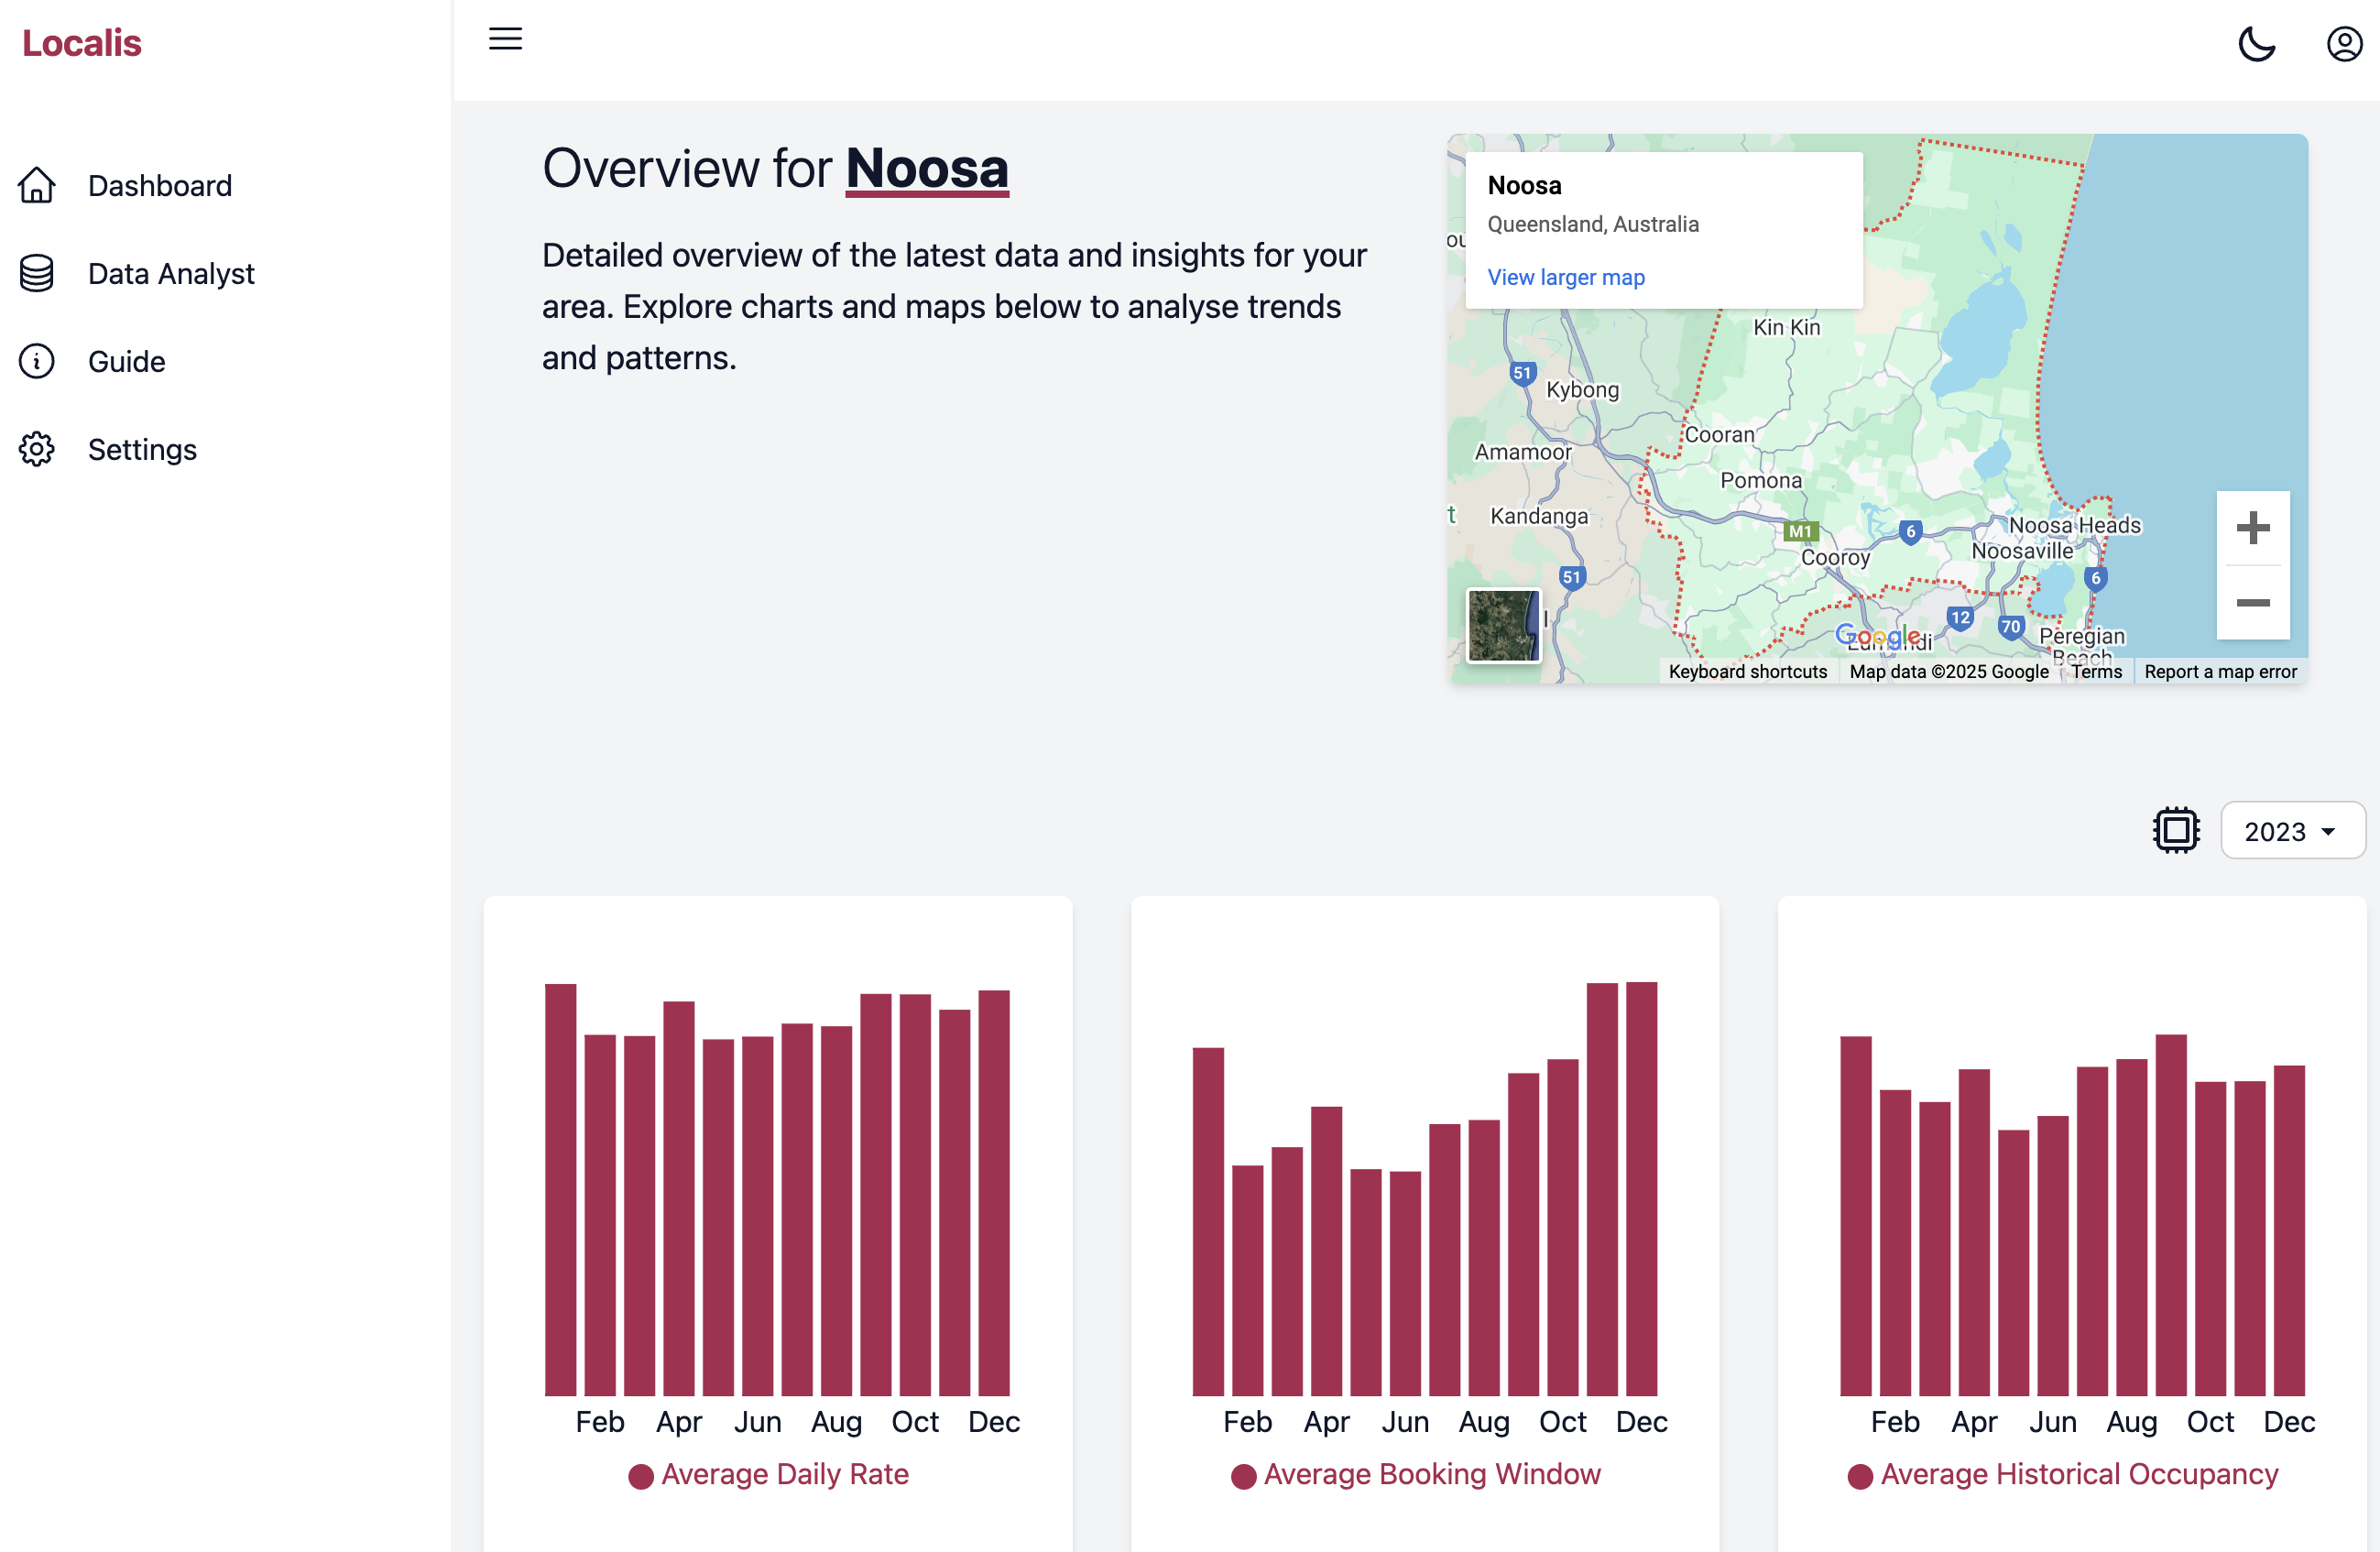 Localis
Dashboard
Data Analyst
Guide
Settings
Overview for Noosa
Detailed overview of the latest data and insights for your
area. Explore charts and maps below to analyse trends
and patterns.
Noosa
Queensland, Australia
View larger map
Kin Kin
51
Kybong
Cooran
Amamoor
Pomona
Kandanga
M1
6
Noosa Heads
Noosaville
Cooroy
51
6
12
70
Google
Peregian
Beach
Keyboard shortcuts
Map data ©2025 Google
Terms
Report a map error
2023
Feb Apr Jun Aug Oct Dec
Average Daily Rate
Feb Apr Jun Aug Oct Dec
Average Booking Window
Feb Apr Jun Aug Oct Dec
Average Historical Occupancy